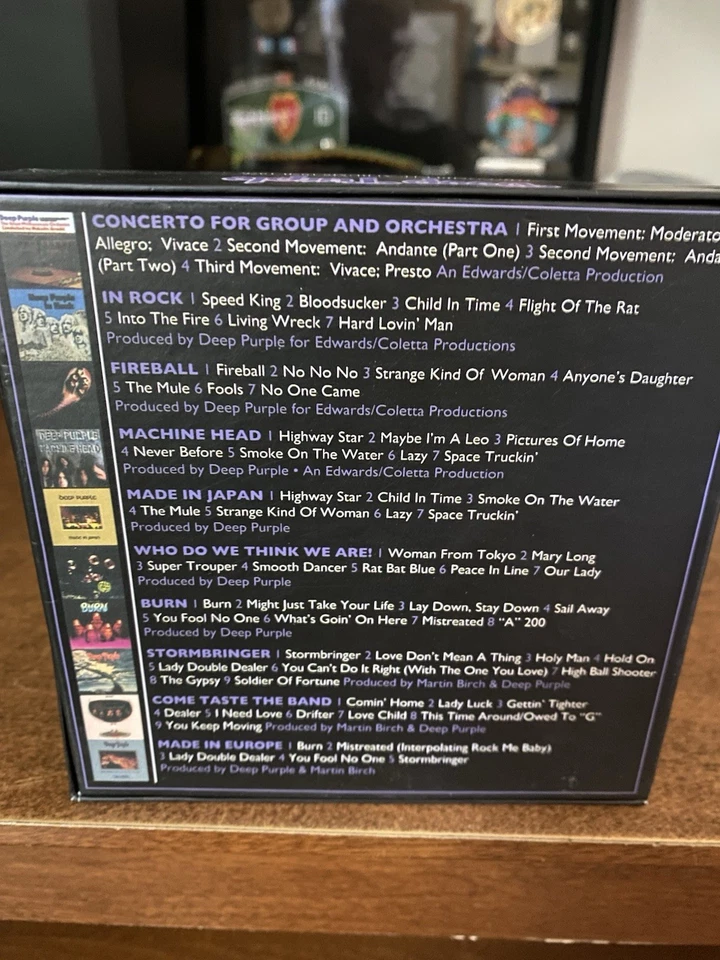 CONCERTO FOR GROUP AND ORCHESTRA 1 First Movement: Moderato
Allegro; Vivace 2 Second Movement: Andante (Part One) 3 Second Movement: Anda
(Part Two) 4 Third Movement: Vivace; Presto An Edwards/Coletta Production
IN ROCK 1 Speed King 2 Bloodsucker 3 Child In Time 4 Flight Of The Rat
5 Into The Fire 6 Living Wreck 7 Hard Lovin' Man
Produced by Deep Purple for Edwards/Coletta Productions
FIREBALL 1 Fireball 2 No No No 3 Strange Kind Of Woman 4 Anyone's Daughter
5 The Mule 6 Fools 7 No One Came
Produced by Deep Purple for Edwards/Coletta Productions
MACHINE HEAD 1 Highway Star 2 Maybe I'm A Leo 3 Pictures Of Home
4 Never Before 5 Smoke On The Water 6 Lazy 7 Space Truckin'
Produced by Deep Purple • An Edwards/Coletta Production
MADE IN JAPAN 1 Highway Star 2 Child In Time 3 Smoke On The Water
4 The Mule 5 Strange Kind Of Woman 6 Lazy 7 Space Truckin'
Produced by Deep Purple
WHO DO WE THINK WE ARE! 1 Woman From Tokyo 2 Mary Long
3 Super Trouper 4 Smooth Dancer 5 Rat Bat Blue 6 Peace In Line 7 Our Lady
Produced by Deep Purple
BURN 1 Burn 2 Might Just Take Your Life 3 Lay Down, Stay Down 4 Sail Away
5 You Fool No One 6 What's Goin' On Here 7 Mistreated 8 "A" 200
Produced by Deep Purple
STORMBRINGER 1 Stormbringer 2 Love Don't Mean A Thing 3 Holy Man 4 Hold On
5 Lady Double Dealer 6 You Can't Do It Right (With The One You Love) 7 High Ball Shooter
8 The Gypsy 9 Soldier Of Fortune Produced by Martin Birch & Deep Purple
COME TASTE THE BAND 1 Comin' Home 2 Lady Luck 3 Gettin' Tighter
4 Dealer 5 I Need Love 6 Drifter 7 Love Child 8 This Time Around/Owed To "G"
9 You Keep Moving Produced by Martin Birch & Deep Purple
MADE IN EUROPE 1 Burn 2 Mistreated (Interpolating Rock Me Baby)
3 Lady Double Dealer 4 You Fool No One 5 Stormbringer
Produced by Deep Purple & Martin Birch
Deep Purple
Deep Purple
In Rock
DEEP PURPLE
MACHINE HEAD
DEEP PURPLE
MADE IN JAPAN
BURN